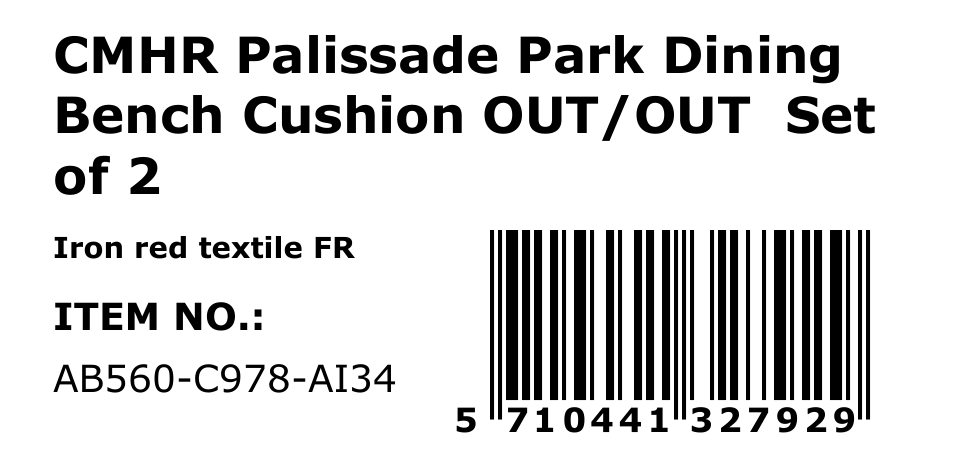 CMHR Palissade Park Dining
Bench Cushion OUT/OUT  Set
of 2
Iron red textile FR
ITEM NO.:
AB560-C978-AI34
5 710441 327929